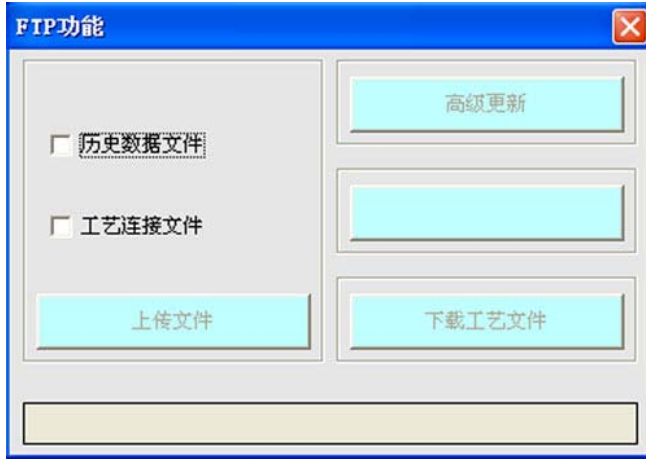 FTP功能
历史数据文件
工艺连接文件
上传文件
高级更新
下载工艺文件